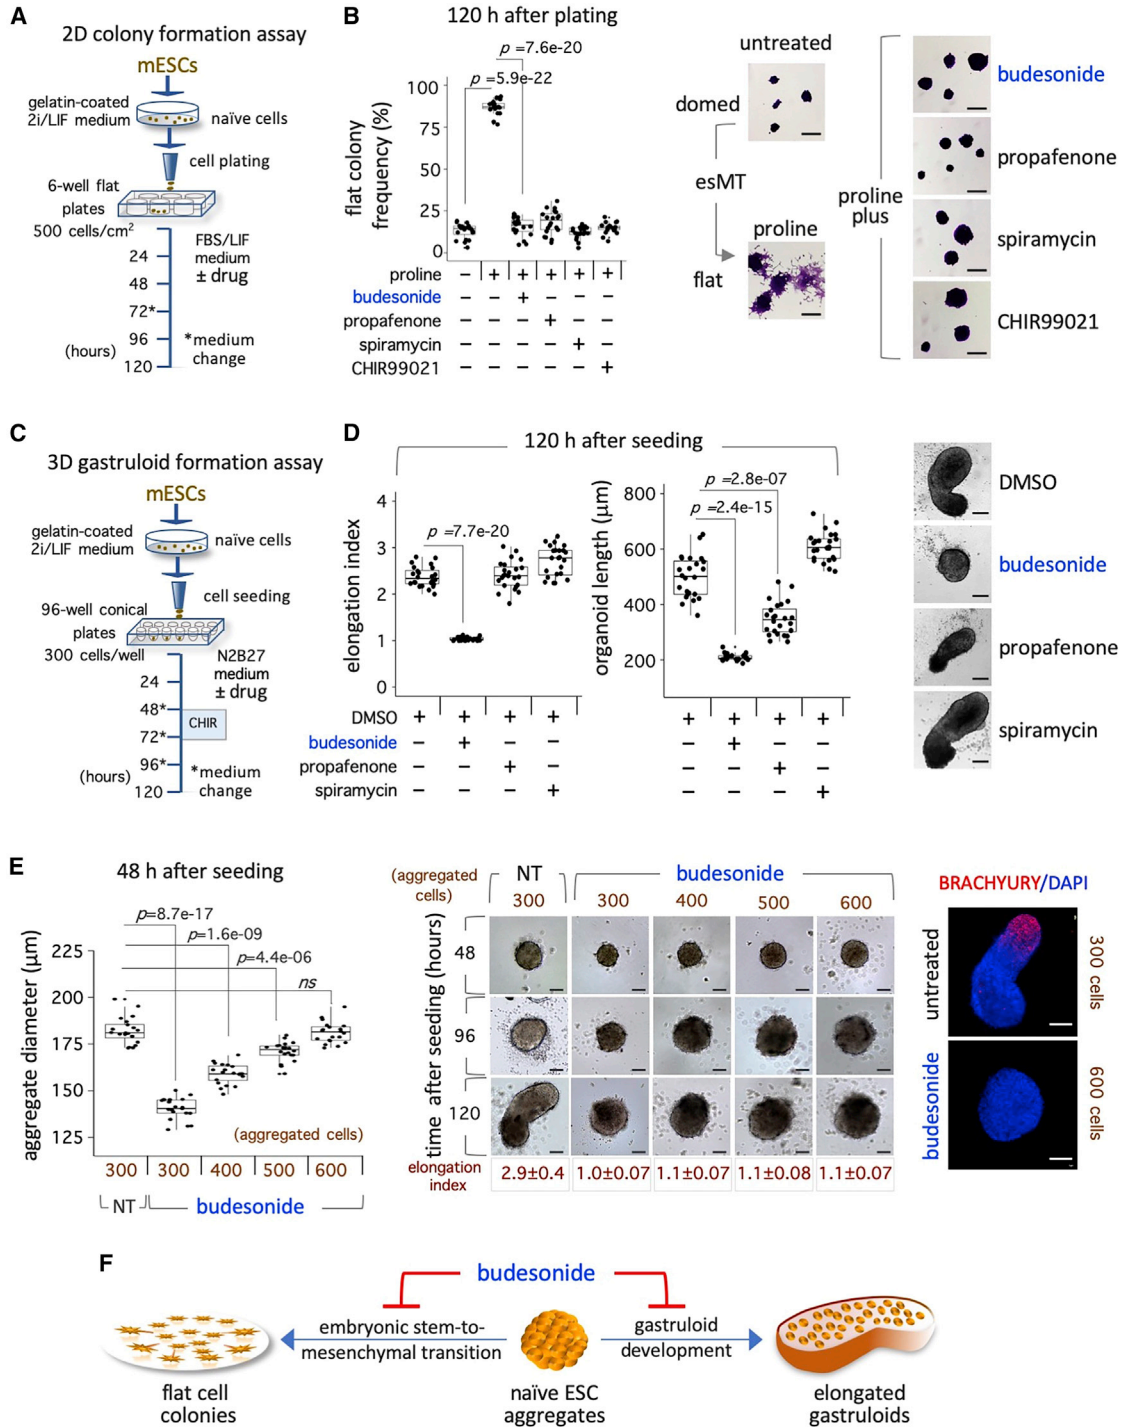 A
2D colony formation assay
mESCs
gelatin-coated
2i/LIF medium
naïve cells
cell plating
6-well flat
plates
500 cells/cm2
FBS/LIF
medium
± drug
24
48
72*
96
120
(hours)
*medium
change
B
120 h after plating
p =7.6e-20
p =5.9e-22
flat colony
frequency (%)
100
75
50
25
0
proline − + + + + +
budesonide − − + − − −
propafenone − − − + − −
spiramycin − − − − + −
CHIR99021 − − − − − +
untreated
domed
esMT
proline
flat
proline
plus
budesonide
propafenone
spiramycin
CHIR99021
C
3D gastruloid formation assay
mESCs
gelatin-coated
2i/LIF medium
naïve cells
cell seeding
96-well conical
plates
300 cells/well
N2B27
medium
± drug
24
48*
CHIR
72*
96*
120
(hours)
*medium
change
D
120 h after seeding
elongation index
4
3
2
1
0
p =7.7e-20
organoid length (μm)
800
600
400
200
p =2.8e-07
p =2.4e-15
DMSO + + + + + + + +
budesonide − + − − − + − −
propafenone − − + − − − + −
spiramycin − − − + − − − +
DMSO
budesonide
propafenone
spiramycin
E
48 h after seeding
p=8.7e-17
p=1.6e-09
p=4.4e-06
ns
aggregate diameter (μm)
225
200
175
150
125
(aggregated cells)
300 300 400 500 600
NT budesonide
(aggregated
cells)
NT budesonide
300 300 400 500 600
time after seeding (hours)
48
96
120
elongation
index
2.9±0.4 1.0±0.07 1.1±0.07 1.1±0.08 1.1±0.07
BRACHYURY/DAPI
untreated
300 cells
budesonide
600 cells
F
budesonide
embryonic stem-to-
mesenchymal transition
gastruloid
development
flat cell
colonies
naïve ESC
aggregates
elongated
gastruloids